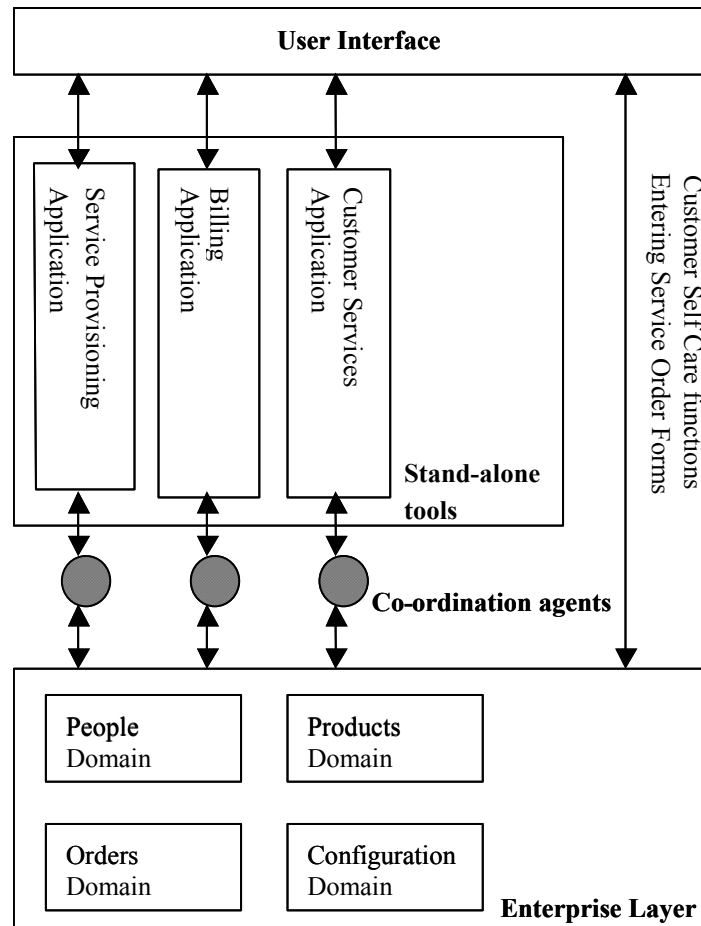 User Interface
Service Provisioning
Application
Billing
Application
Customer Services
Application
Customer Self Care functions
Entering Service Order Forms
Stand-alone
tools
Co-ordination agents
People
Domain
Products
Domain
Orders
Domain
Configuration
Domain
Enterprise Layer